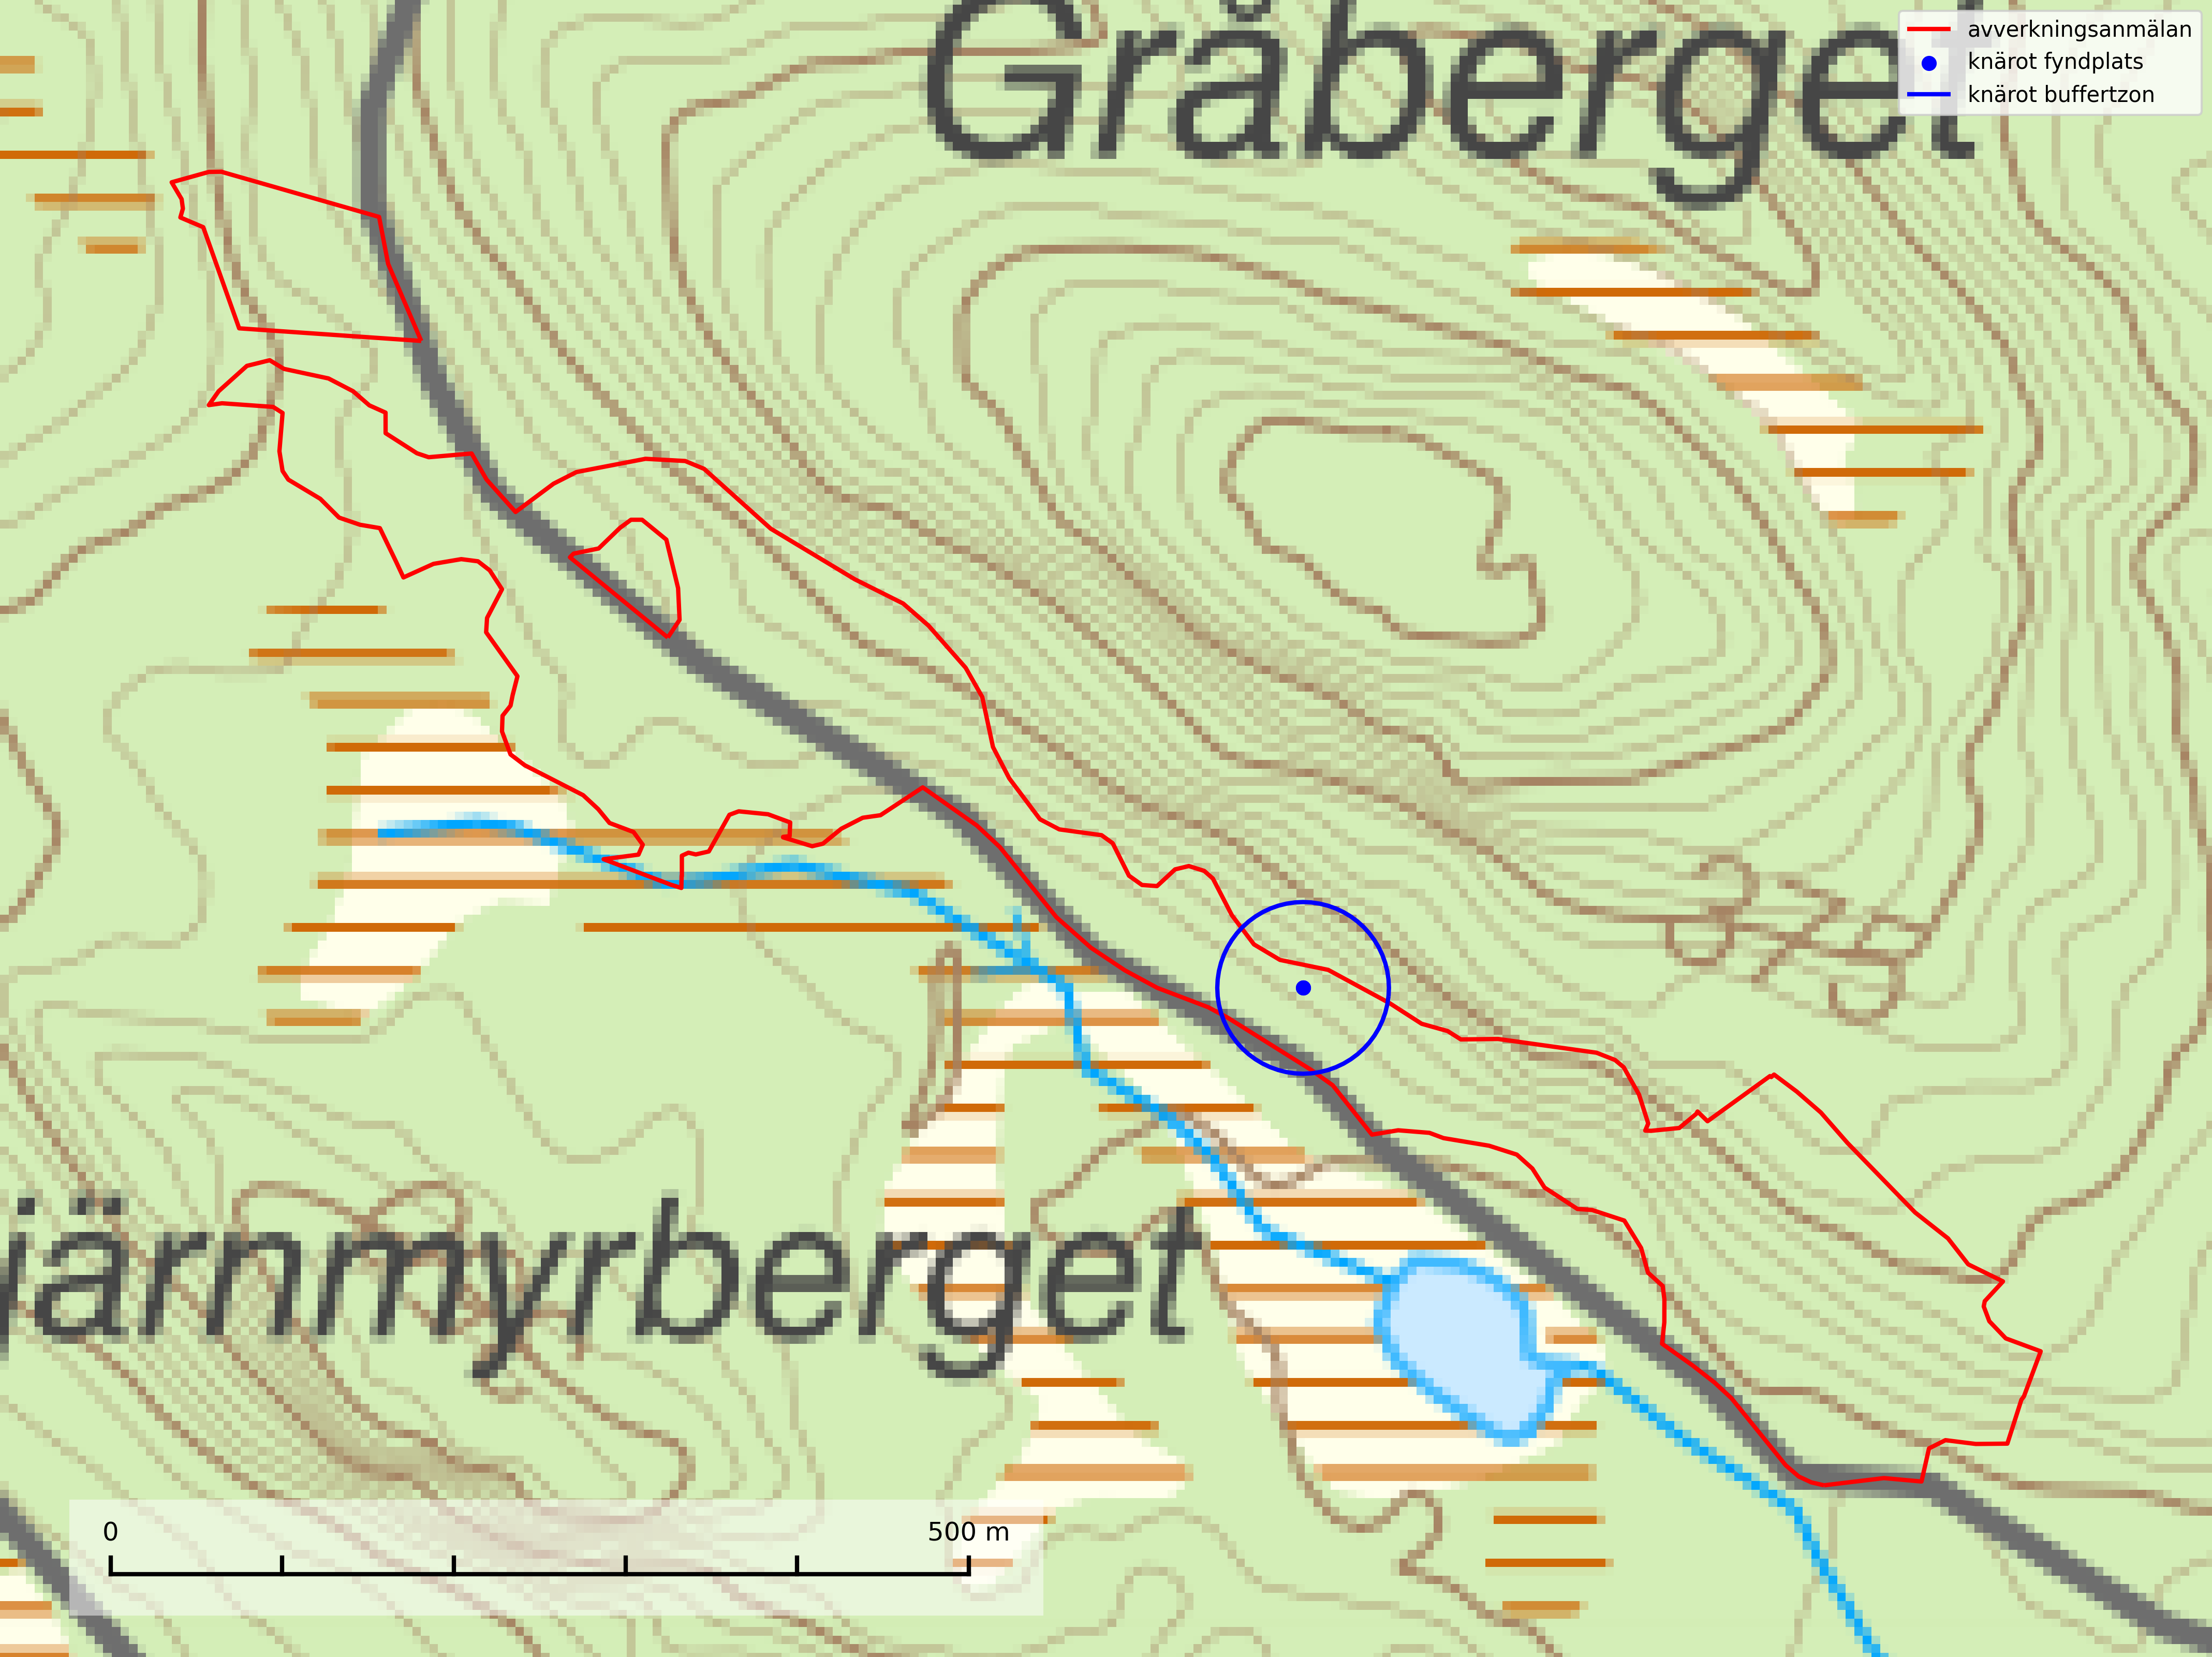 Gråberget
avverkningsanmälan
knärot fyndplats
knärot buffertzon
järnmyrberget
0 500 m